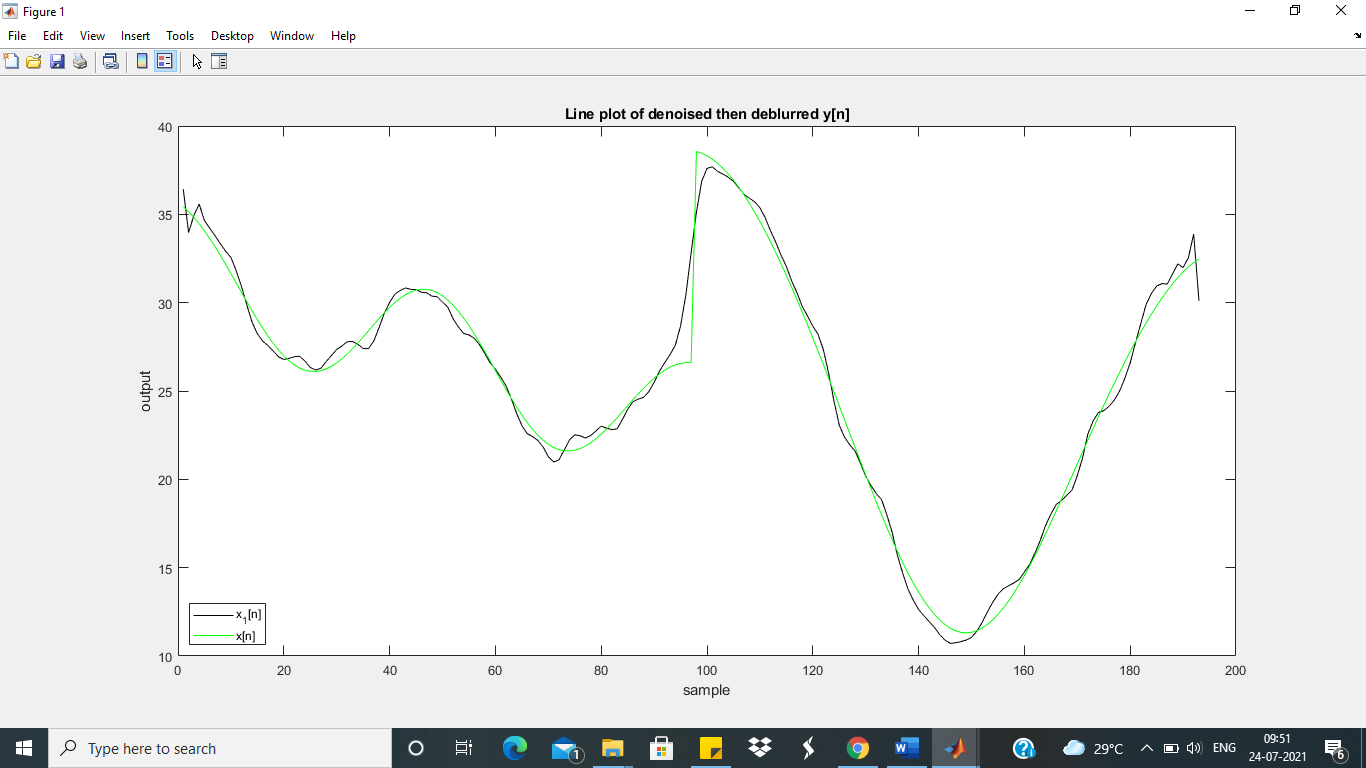 Figure 1
File Edit View Insert Tools Desktop Window Help
Line plot of denoised then deblurred y[n]
40
35
30
25
20
15
10
output
x1[n]
x[n]
0 20 40 60 80 100 120 140 160 180 200
sample
Type here to search
1
W
29°C
ENG
09:51
24-07-2021
6